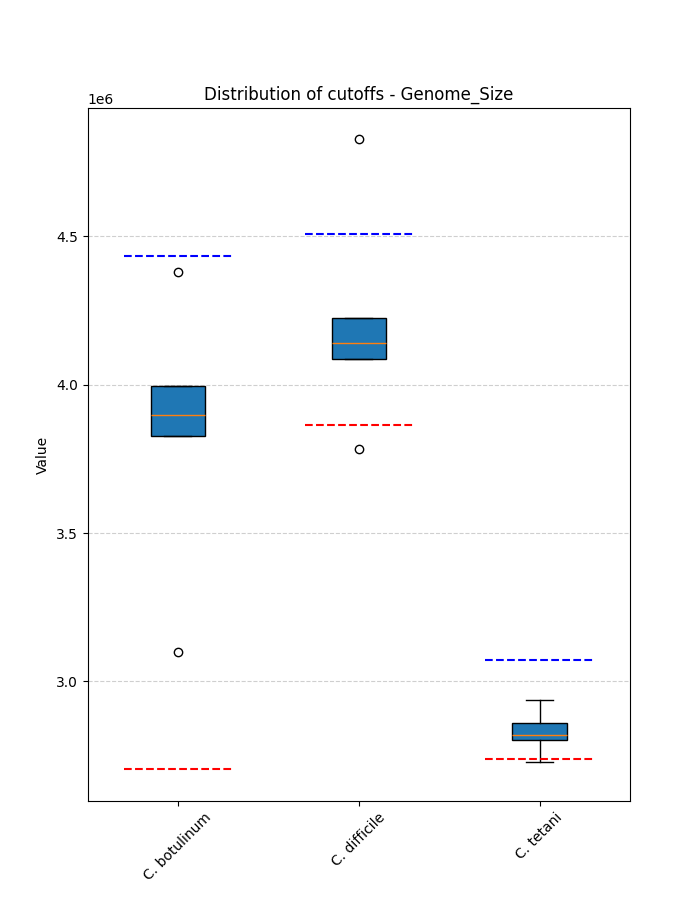 Distribution of cutoffs - Genome_Size
1e6
4.5
4.0
3.5
3.0
Value
C. botulinum
C. difficile
C. tetani